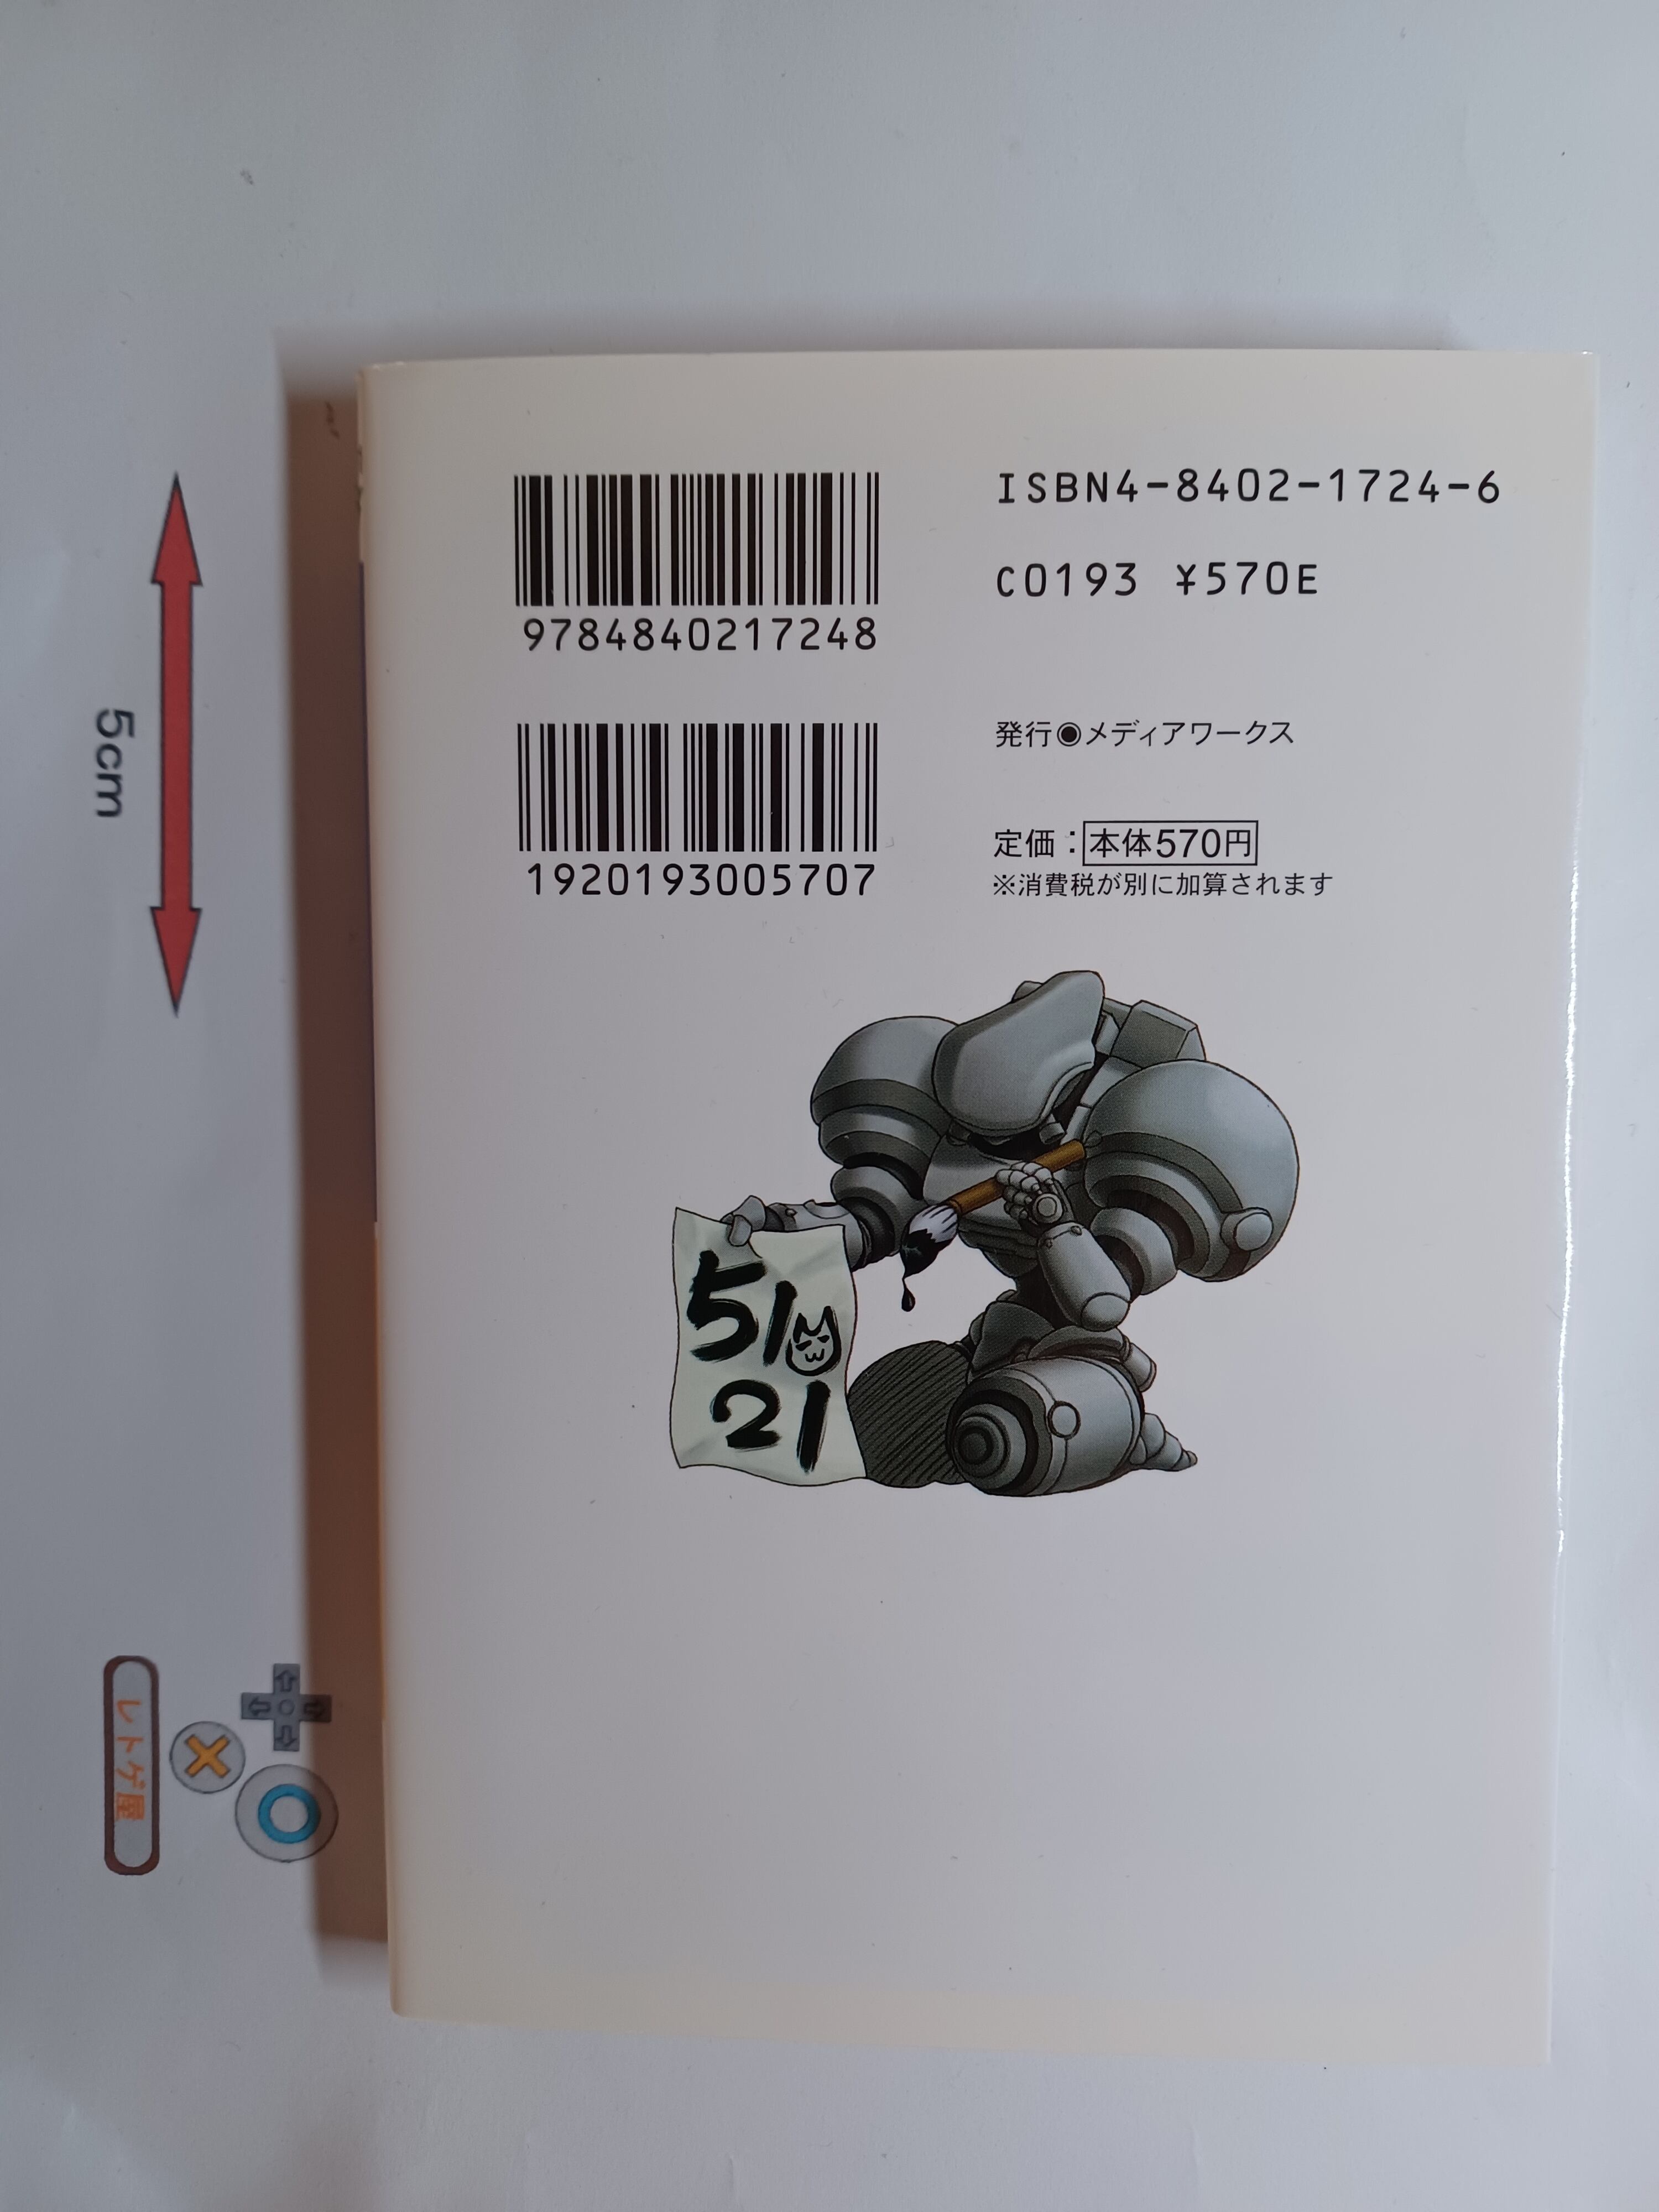 ISBN4-8402-1724-6
C0193 ¥570E
9784840217248
発行◉メディアワークス
定価：本体570円
※消費税が別に加算されます
1920193005707
51
21
5cm
レトゲ屋